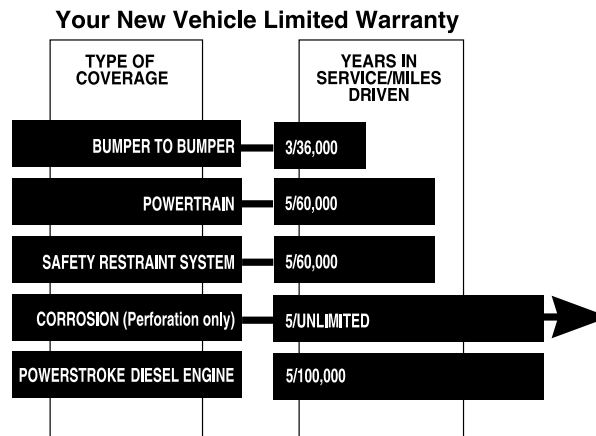 Your New Vehicle Limited Warranty
TYPE OF
COVERAGE
YEARS IN
SERVICE/MILES
DRIVEN
BUMPER TO BUMPER
3/36,000
POWERTRAIN
5/60,000
SAFETY RESTRAINT SYSTEM
5/60,000
CORROSION (Perforation only)
5/UNLIMITED
POWERSTROKE DIESEL ENGINE
5/100,000